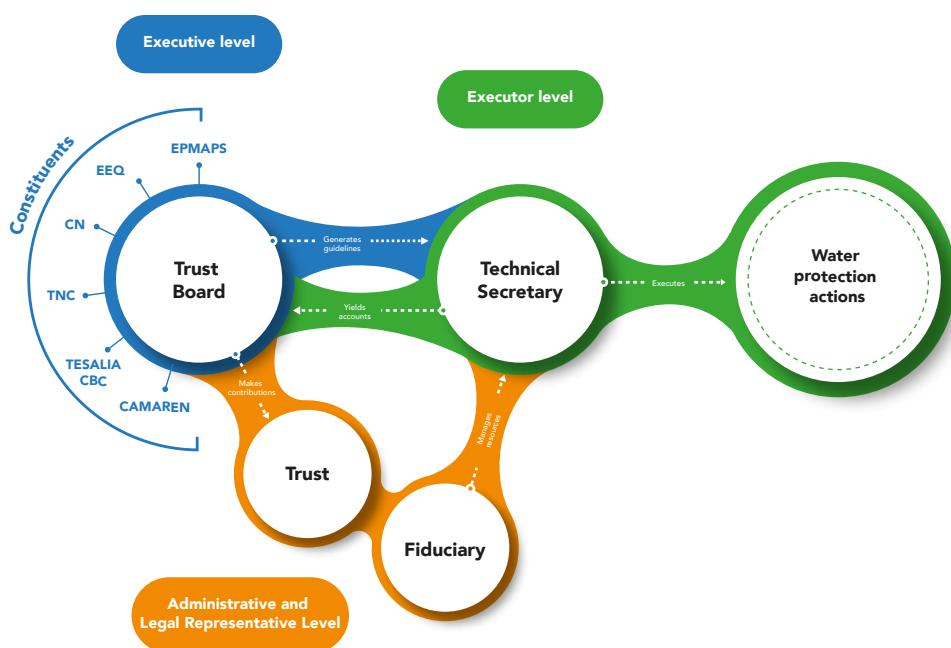 Executive level
Executor level
Constituents
EPMAPS
EEQ
CN
TNC
TESALIA
CBC
CAMAREN
Trust
Board
Generates
guidelines
Technical
Secretary
Executes
Water
protection
actions
Yields
accounts
Makes
contributions
Manages
resources
Trust
Fiduciary
Administrative and
Legal Representative Level